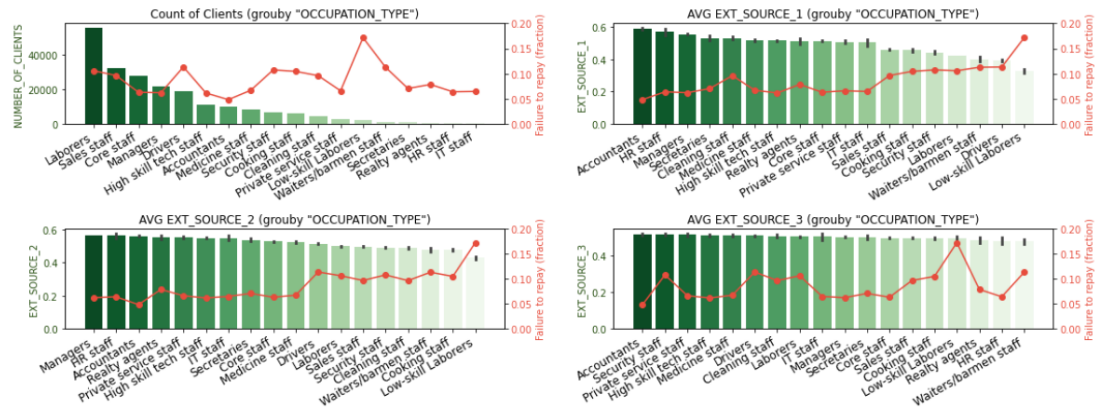 Count of Clients (grouby "OCCUPATION_TYPE")
NUMBER_OF_CLIENTS
40000
20000
0
0.20
0.15
0.10
0.05
0.00
Failure to repay (fraction)
Laborers
Sales staff
Core staff
Managers
Drivers
High skill tech staff
Accountants
Medicine staff
Security staff
Cooking staff
Cleaning staff
Private service staff
Low-skill Laborers
Waiters/barmen staff
Secretaries
Realty agents
HR staff
IT staff
AVG EXT_SOURCE_1 (grouby "OCCUPATION_TYPE")
EXT_SOURCE_1
0.6
0.4
0.2
0.0
0.20
0.15
0.10
0.05
0.00
Failure to repay (fraction)
Accountants
HR staff
Managers
Secretaries
Cleaning staff
Medicine staff
High skill tech staff
Realty agents
Core staff
Private service staff
IT staff
Sales staff
Cooking staff
Security staff
Laborers
Waiters/barmen staff
Drivers
Low-skill Laborers
AVG EXT_SOURCE_2 (grouby "OCCUPATION_TYPE")
EXT_SOURCE_2
0.6
0.4
0.2
0.0
0.20
0.15
0.10
0.05
0.00
Failure to repay (fraction)
Managers
HR staff
Accountants
Realty agents
Private service staff
High skill tech staff
IT staff
Secretaries
Core staff
Medicine staff
Drivers
Laborers
Sales staff
Security staff
Cleaning staff
Waiters/barmen staff
Cooking staff
Low-skill Laborers
AVG EXT_SOURCE_3 (grouby "OCCUPATION_TYPE")
EXT_SOURCE_3
0.4
0.2
0.0
0.20
0.15
0.10
0.05
0.00
Failure to repay (fraction)
Accountants
Security staff
Private service staff
High skill tech staff
Medicine staff
Drivers
Cleaning staff
Laborers
IT staff
Managers
Secretaries
Core staff
Sales staff
Cooking staff
Low-skill Laborers
Realty agents
HR staff
Waiters/barmen staff